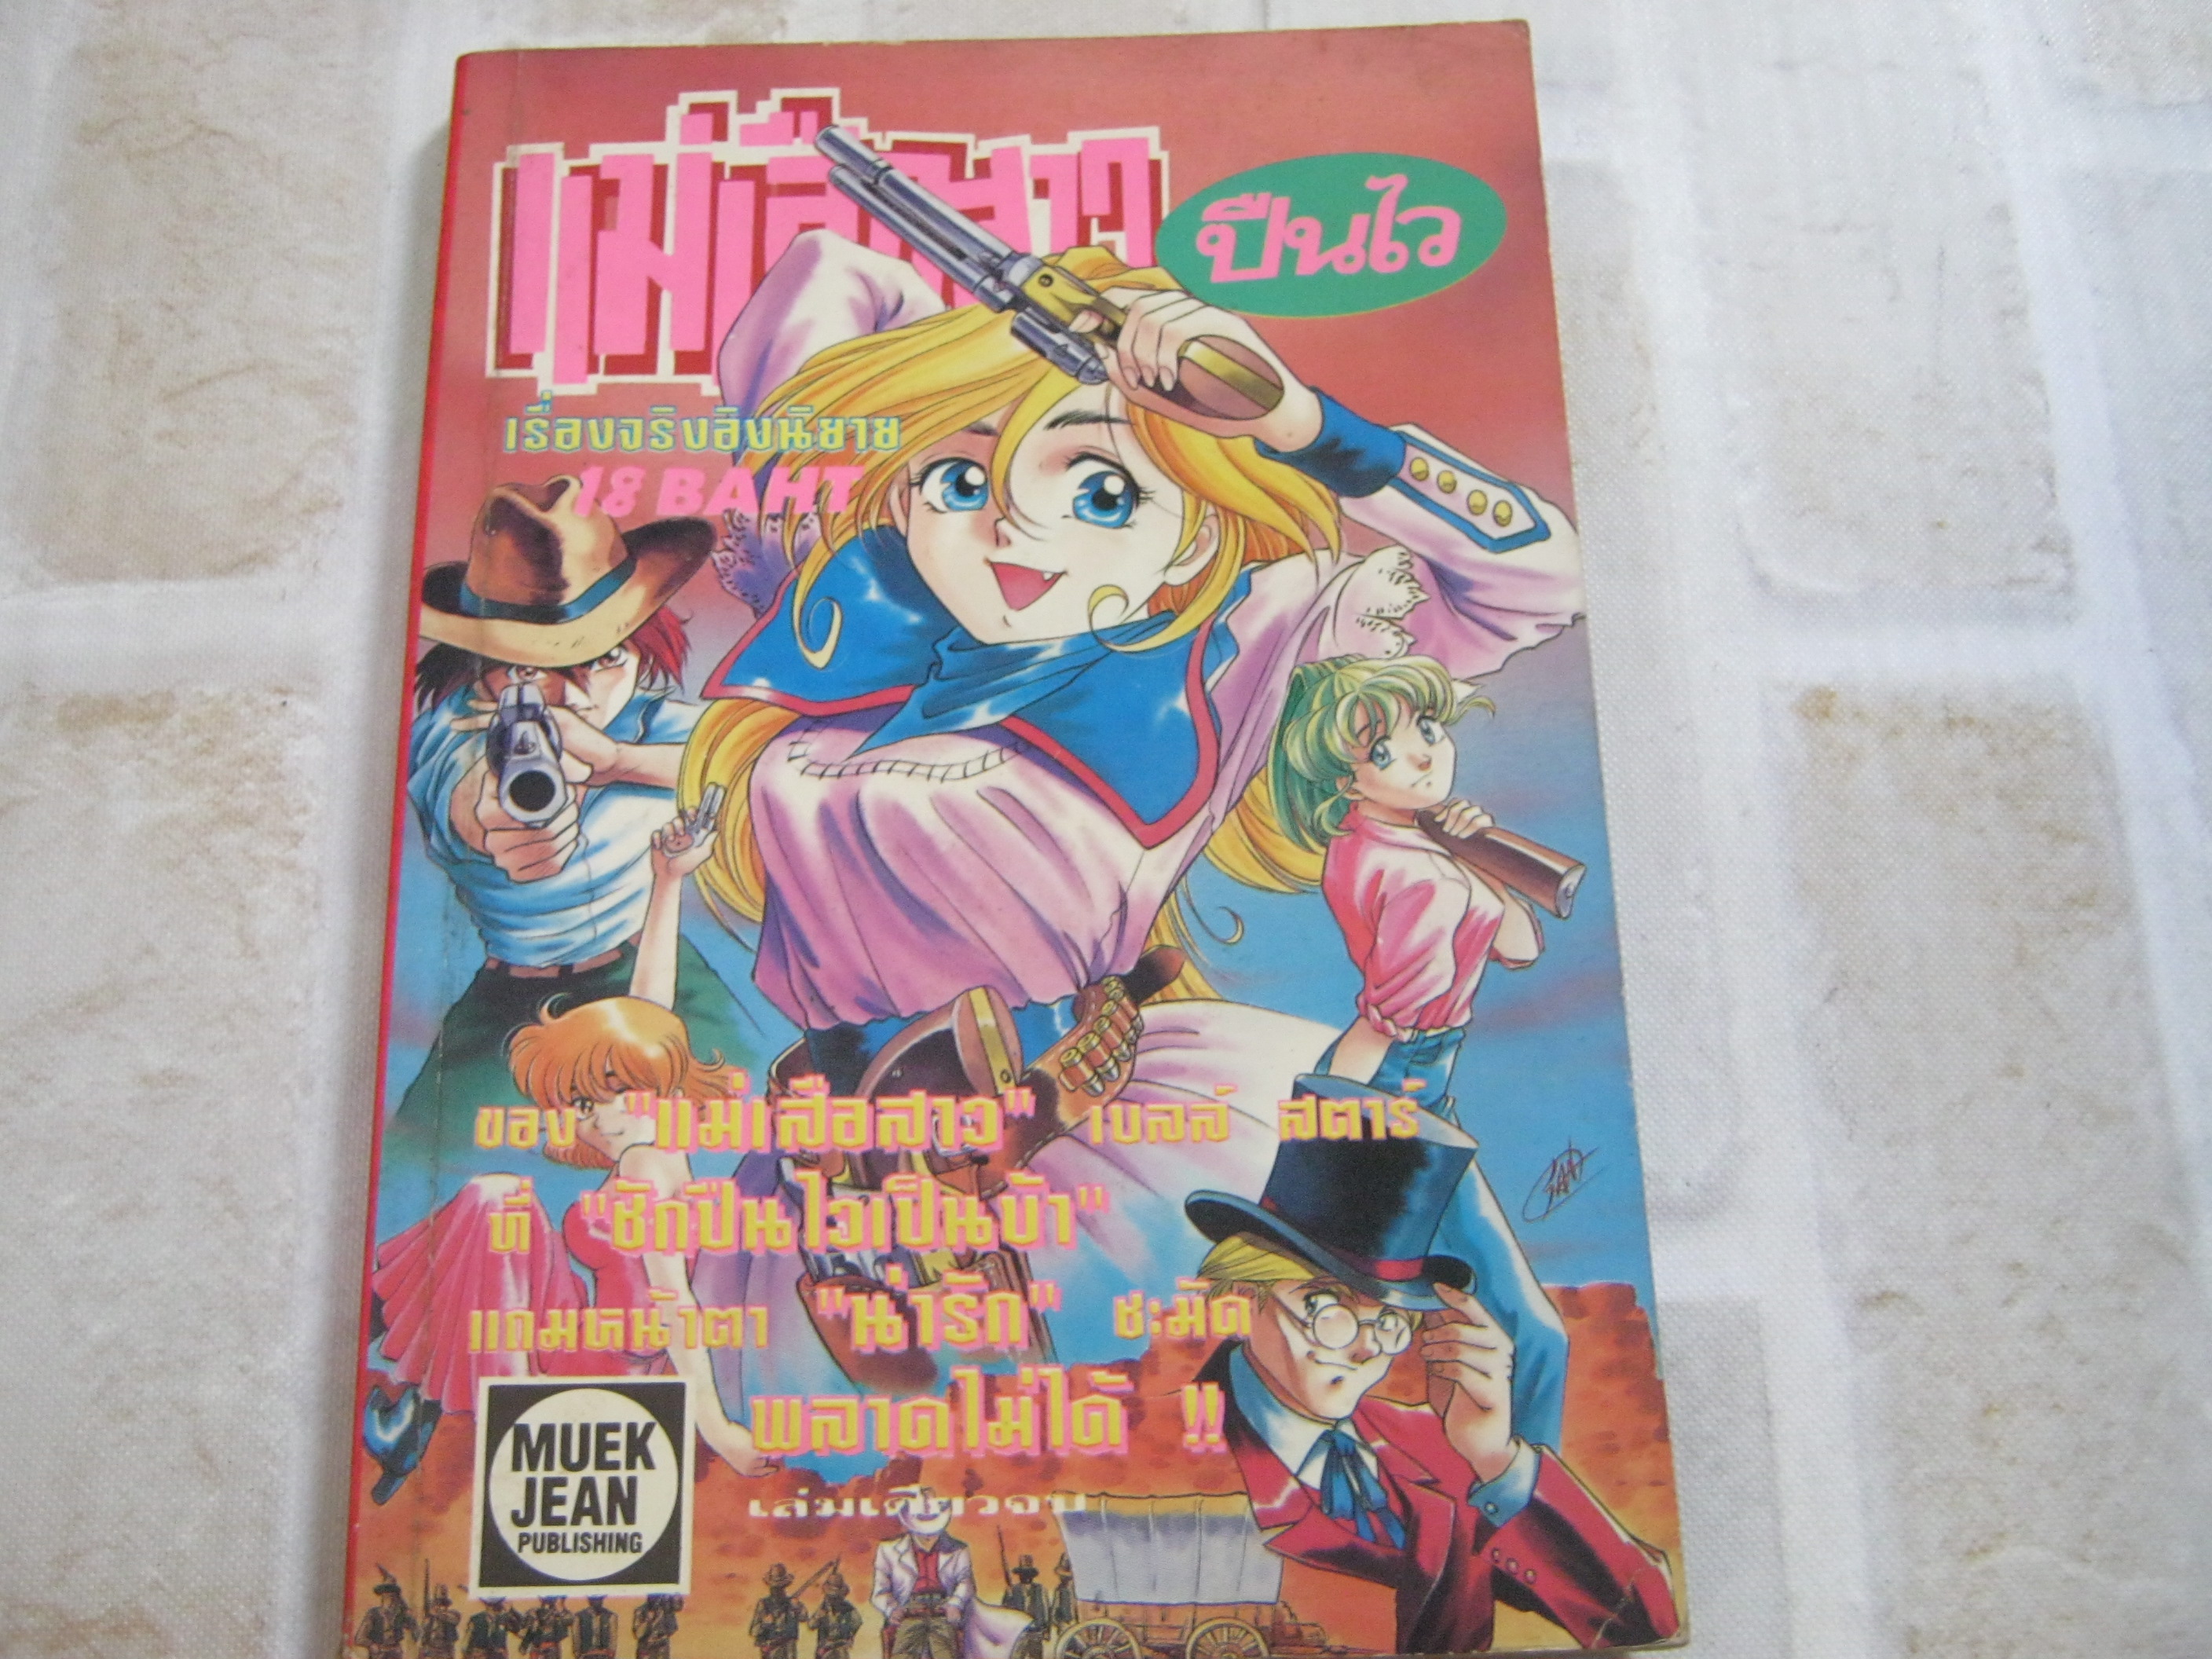 แม่เสือสาว
ปืนไว
เรื่องจริงอิงนิยาย
18 BAHT
ของ "แม่เสือสาว" เบลล์ สตาร์
ที่ "ชักปืนไวเป็นบ้า"
แถมหน้าตา "น่ารัก" ชะมัด
พลาดไม่ได้ !!
เล่มเดียวจบ
MUEK
JEAN
PUBLISHING